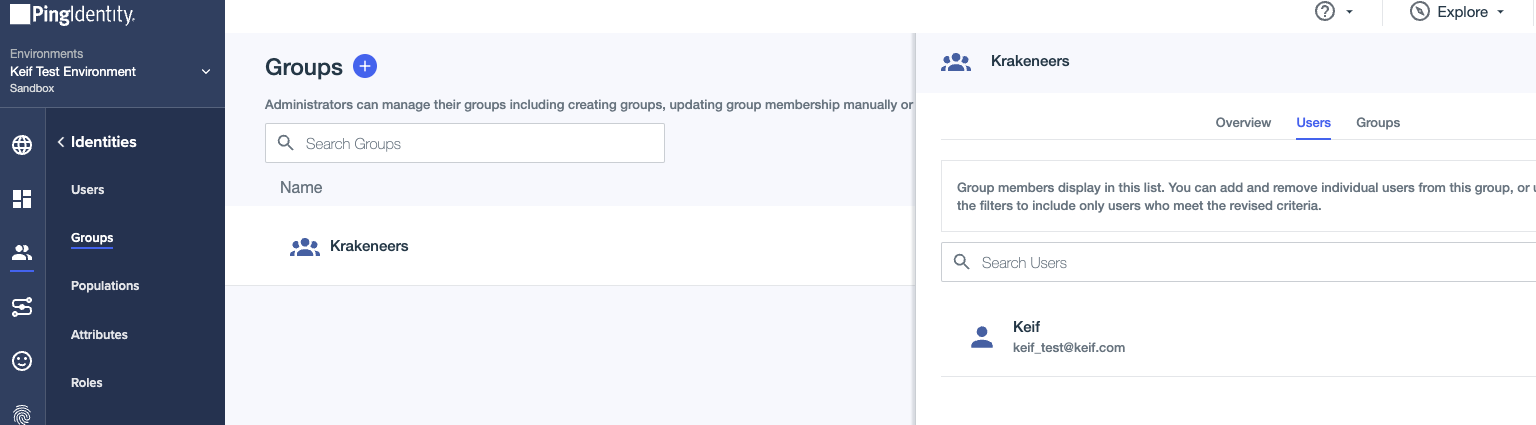 PingIdentity.
Environments
Keif Test Environment
Sandbox
Identities
Users
Groups
Populations
Attributes
Roles
Explore
Groups
Administrators can manage their groups including creating groups, updating group membership manually or
Search Groups
Name
Krakeneers
Krakeneers
Overview Users Groups
Group members display in this list. You can add and remove individual users from this group, or u
the filters to include only users who meet the revised criteria.
Search Users
Keif
keif_test@keif.com